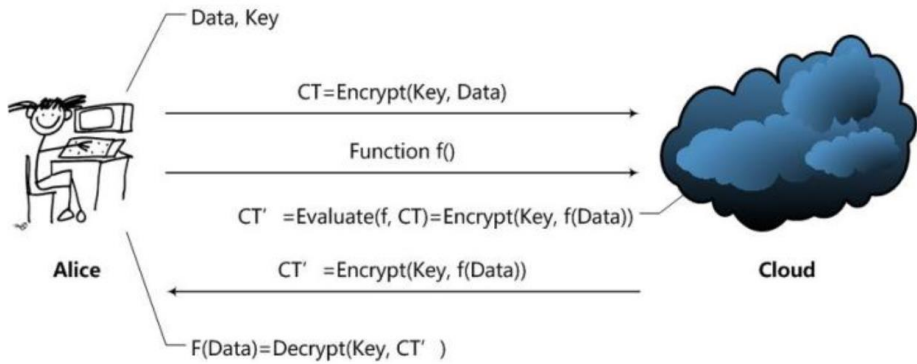 Data, Key
CT=Encrypt(Key, Data)
Function f()
CT' =Evaluate(f, CT)=Encrypt(Key, f(Data))
Alice
CT' =Encrypt(Key, f(Data))
Cloud
F(Data)=Decrypt(Key, CT' )